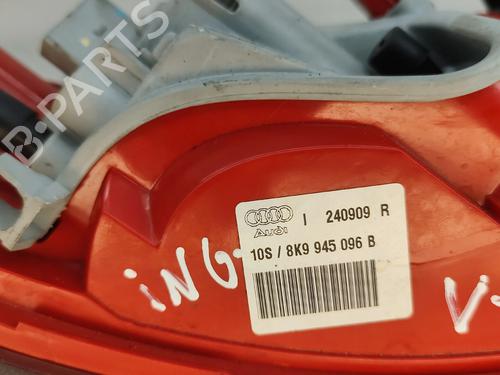 B-PARTS
I 240909 R
Audi
10S / 8K9 945 096 B
iNG
V